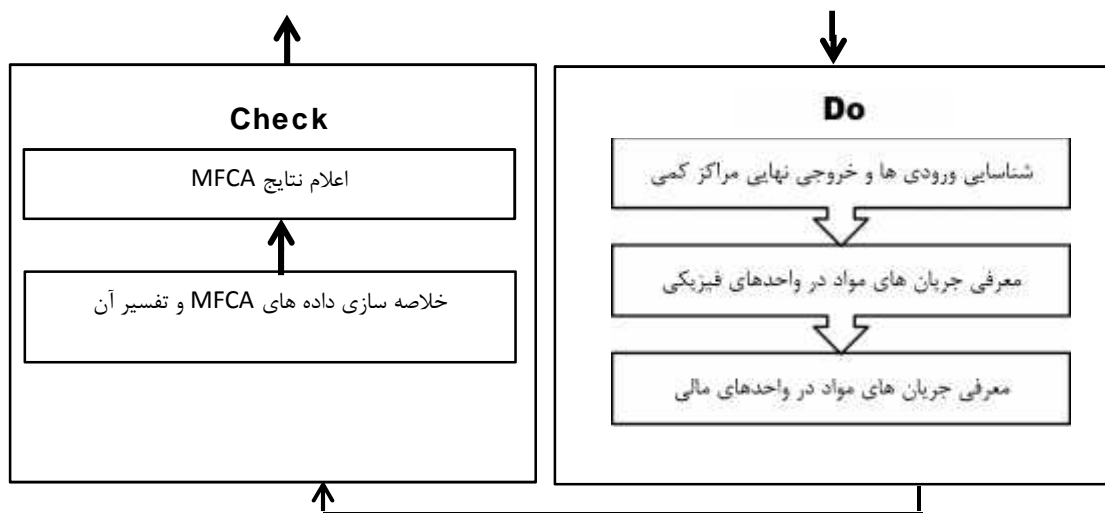 Check
اعلام نتایج MFCA
خلاصه سازی داده های MFCA و تفسیر آن
Do
شناسایی ورودی ها و خروجی نهایی مراکز کمی
معرفی جریان های مواد در واحدهای فیزیکی
معرفی جریان های مواد در واحدهای مالی